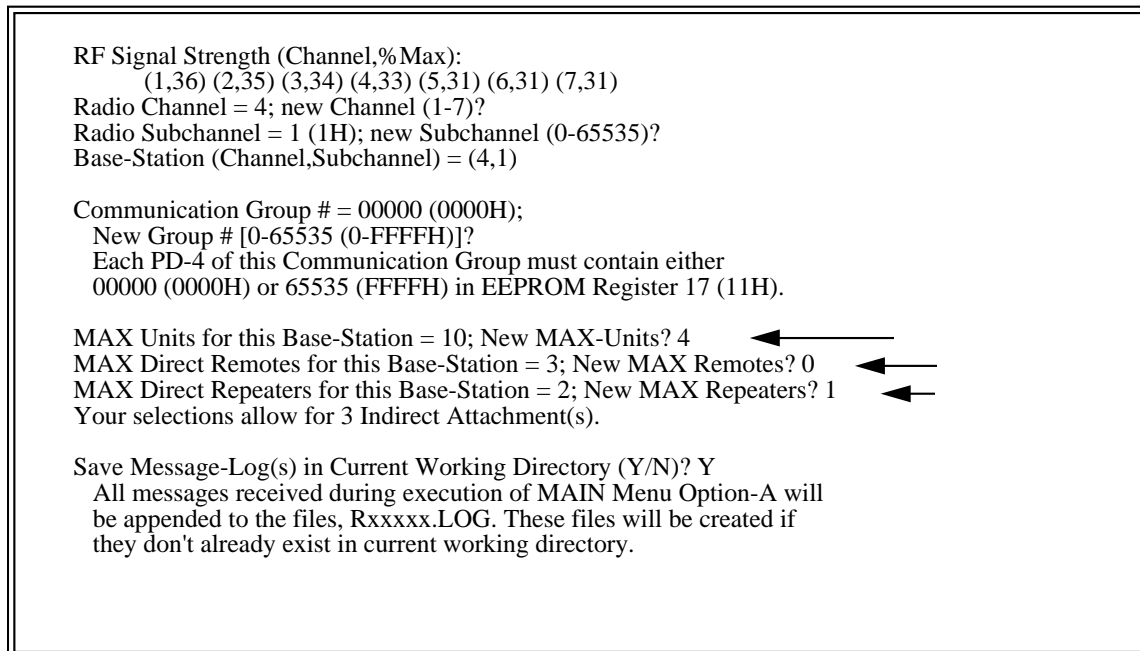 RF Signal Strength (Channel,%Max):
(1,36) (2,35) (3,34) (4,33) (5,31) (6,31) (7,31)
Radio Channel = 4; new Channel (1-7)?
Radio Subchannel = 1 (1H); new Subchannel (0-65535)?
Base-Station (Channel,Subchannel) = (4,1)
Communication Group # = 00000 (0000H);
New Group # [0-65535 (0-FFFFH)]?
Each PD-4 of this Communication Group must contain either
00000 (0000H) or 65535 (FFFFH) in EEPROM Register 17 (11H).
MAX Units for this Base-Station = 10; New MAX-Units? 4
MAX Direct Remotes for this Base-Station = 3; New MAX Remotes? 0
MAX Direct Repeaters for this Base-Station = 2; New MAX Repeaters? 1
Your selections allow for 3 Indirect Attachment(s).
Save Message-Log(s) in Current Working Directory (Y/N)? Y
All messages received during execution of MAIN Menu Option-A will
be appended to the files, Rxxxxx.LOG. These files will be created if
they don't already exist in current working directory.